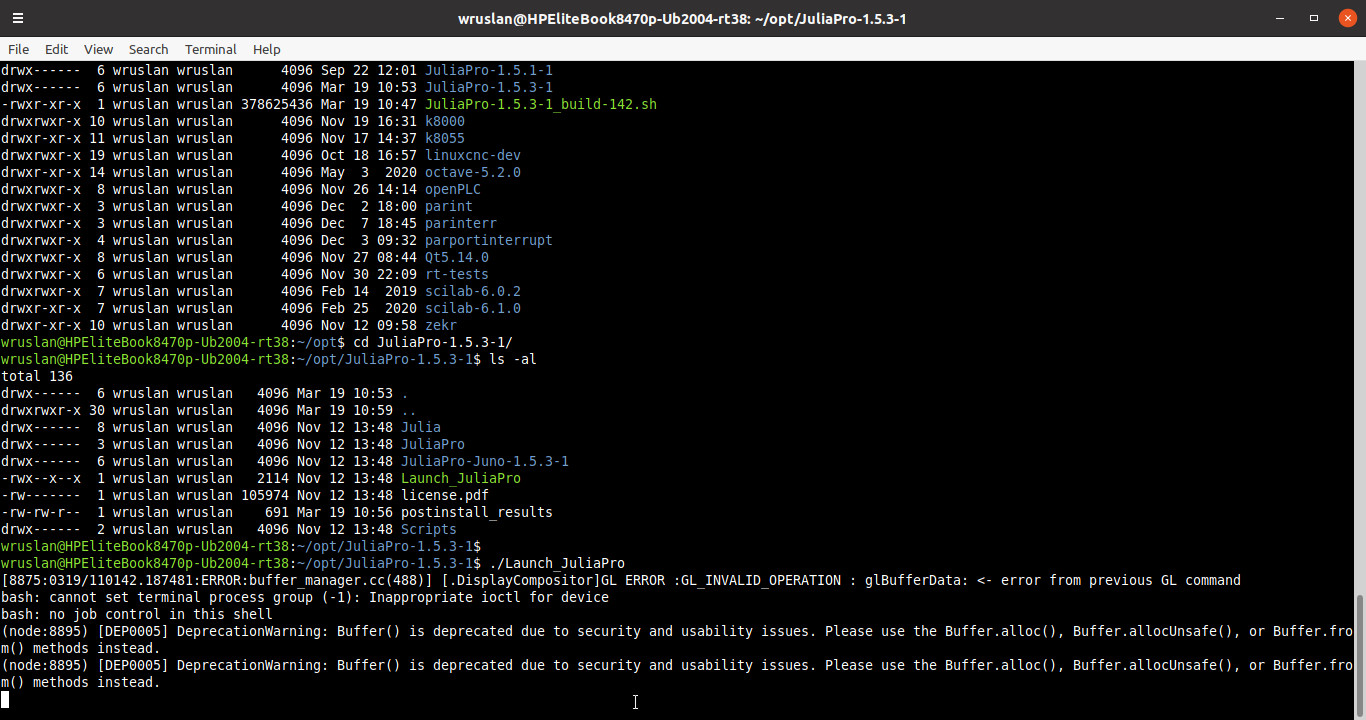 wruslan@HPEliteBook8470p-Ub2004-rt38: ~/opt/JuliaPro-1.5.3-1
File Edit View Search Terminal Help
drwx------  6 wruslan wruslan      4096 Sep 22 12:01 JuliaPro-1.5.1-1
drwx------  6 wruslan wruslan      4096 Mar 19 10:53 JuliaPro-1.5.3-1
-rwxr-xr-x  1 wruslan wruslan 378625436 Mar 19 10:47 JuliaPro-1.5.3-1_build-142.sh
drwxrwxr-x 10 wruslan wruslan      4096 Nov 19 16:31 k8000
drwxr-xr-x 11 wruslan wruslan      4096 Nov 17 14:37 k8055
drwxrwxr-x 19 wruslan wruslan      4096 Oct 18 16:57 linuxcnc-dev
drwxr-xr-x 14 wruslan wruslan      4096 May  3  2020 octave-5.2.0
drwxrwxr-x  8 wruslan wruslan      4096 Nov 26 14:14 openPLC
drwxrwxr-x  3 wruslan wruslan      4096 Dec  2 18:00 parint
drwxrwxr-x  3 wruslan wruslan      4096 Dec  7 18:45 parinterr
drwxrwxr-x  4 wruslan wruslan      4096 Dec  3 09:32 parportinterrupt
drwxrwxr-x  8 wruslan wruslan      4096 Nov 27 08:44 Qt5.14.0
drwxrwxr-x  6 wruslan wruslan      4096 Nov 30 22:09 rt-tests
drwxrwxr-x  7 wruslan wruslan      4096 Feb 14  2019 scilab-6.0.2
drwxrwxr-x  7 wruslan wruslan      4096 Feb 25  2020 scilab-6.1.0
drwxr-xr-x 10 wruslan wruslan      4096 Nov 12 09:58 zekr
wruslan@HPEliteBook8470p-Ub2004-rt38:~/opt$ cd JuliaPro-1.5.3-1/
wruslan@HPEliteBook8470p-Ub2004-rt38:~/opt/JuliaPro-1.5.3-1$ ls -al
total 136
drwx------  6 wruslan wruslan   4096 Mar 19 10:53 .
drwxrwxr-x 30 wruslan wruslan   4096 Mar 19 10:59 ..
drwx------  8 wruslan wruslan   4096 Nov 12 13:48 Julia
drwx------  3 wruslan wruslan   4096 Nov 12 13:48 JuliaPro
drwx------  6 wruslan wruslan   4096 Nov 12 13:48 JuliaPro-Juno-1.5.3-1
-rwx--x--x  1 wruslan wruslan   2114 Nov 12 13:48 Launch_JuliaPro
-rw-------  1 wruslan wruslan 105974 Nov 12 13:48 license.pdf
-rw-rw-r--  1 wruslan wruslan    691 Mar 19 10:56 postinstall_results
drwx------  2 wruslan wruslan   4096 Nov 12 13:48 Scripts
wruslan@HPEliteBook8470p-Ub2004-rt38:~/opt/JuliaPro-1.5.3-1$
wruslan@HPEliteBook8470p-Ub2004-rt38:~/opt/JuliaPro-1.5.3-1$ ./Launch_JuliaPro
[8875:0319/110142.187481:ERROR:buffer_manager.cc(488)] [.DisplayCompositor]GL ERROR :GL_INVALID_OPERATION : glBufferData: <- error from previous GL command
bash: cannot set terminal process group (-1): Inappropriate ioctl for device
bash: no job control in this shell
(node:8895) [DEP0005] DeprecationWarning: Buffer() is deprecated due to security and usability issues. Please use the Buffer.alloc(), Buffer.allocUnsafe(), or Buffer.fro
m() methods instead.
(node:8895) [DEP0005] DeprecationWarning: Buffer() is deprecated due to security and usability issues. Please use the Buffer.alloc(), Buffer.allocUnsafe(), or Buffer.fro
m() methods instead.